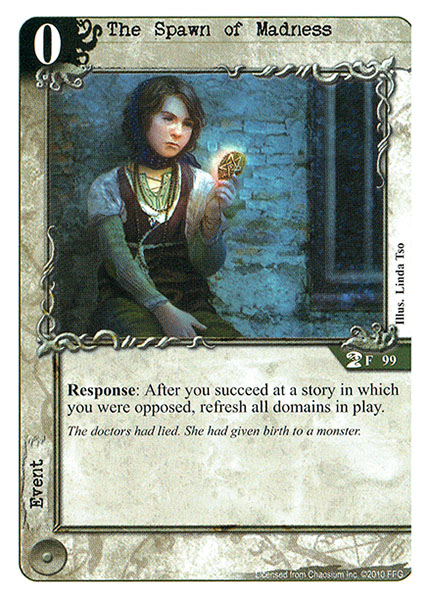 0
The Spawn of Madness
Illus. Linda Tso
F 99
Response: After you succeed at a story in which
you were opposed, refresh all domains in play.
The doctors had lied. She had given birth to a monster.
Event
Licensed from Chaosium Inc. ©2010 FFG